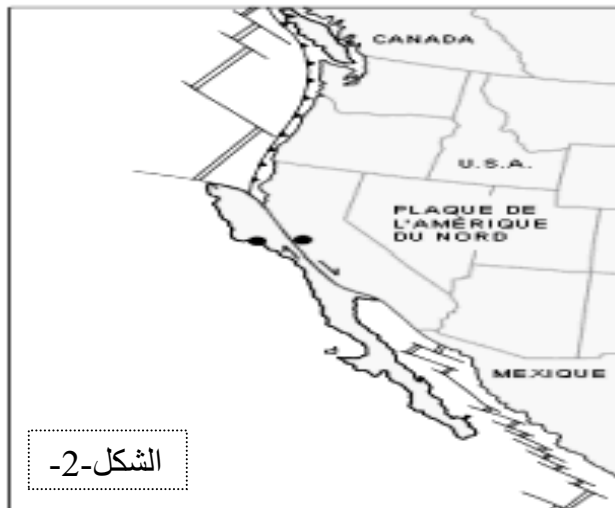 CANADA
U.S.A.
PLAQUE DE
L'AMÉRIQUE
DU NORD
MEXIQUE
الشكل-2-